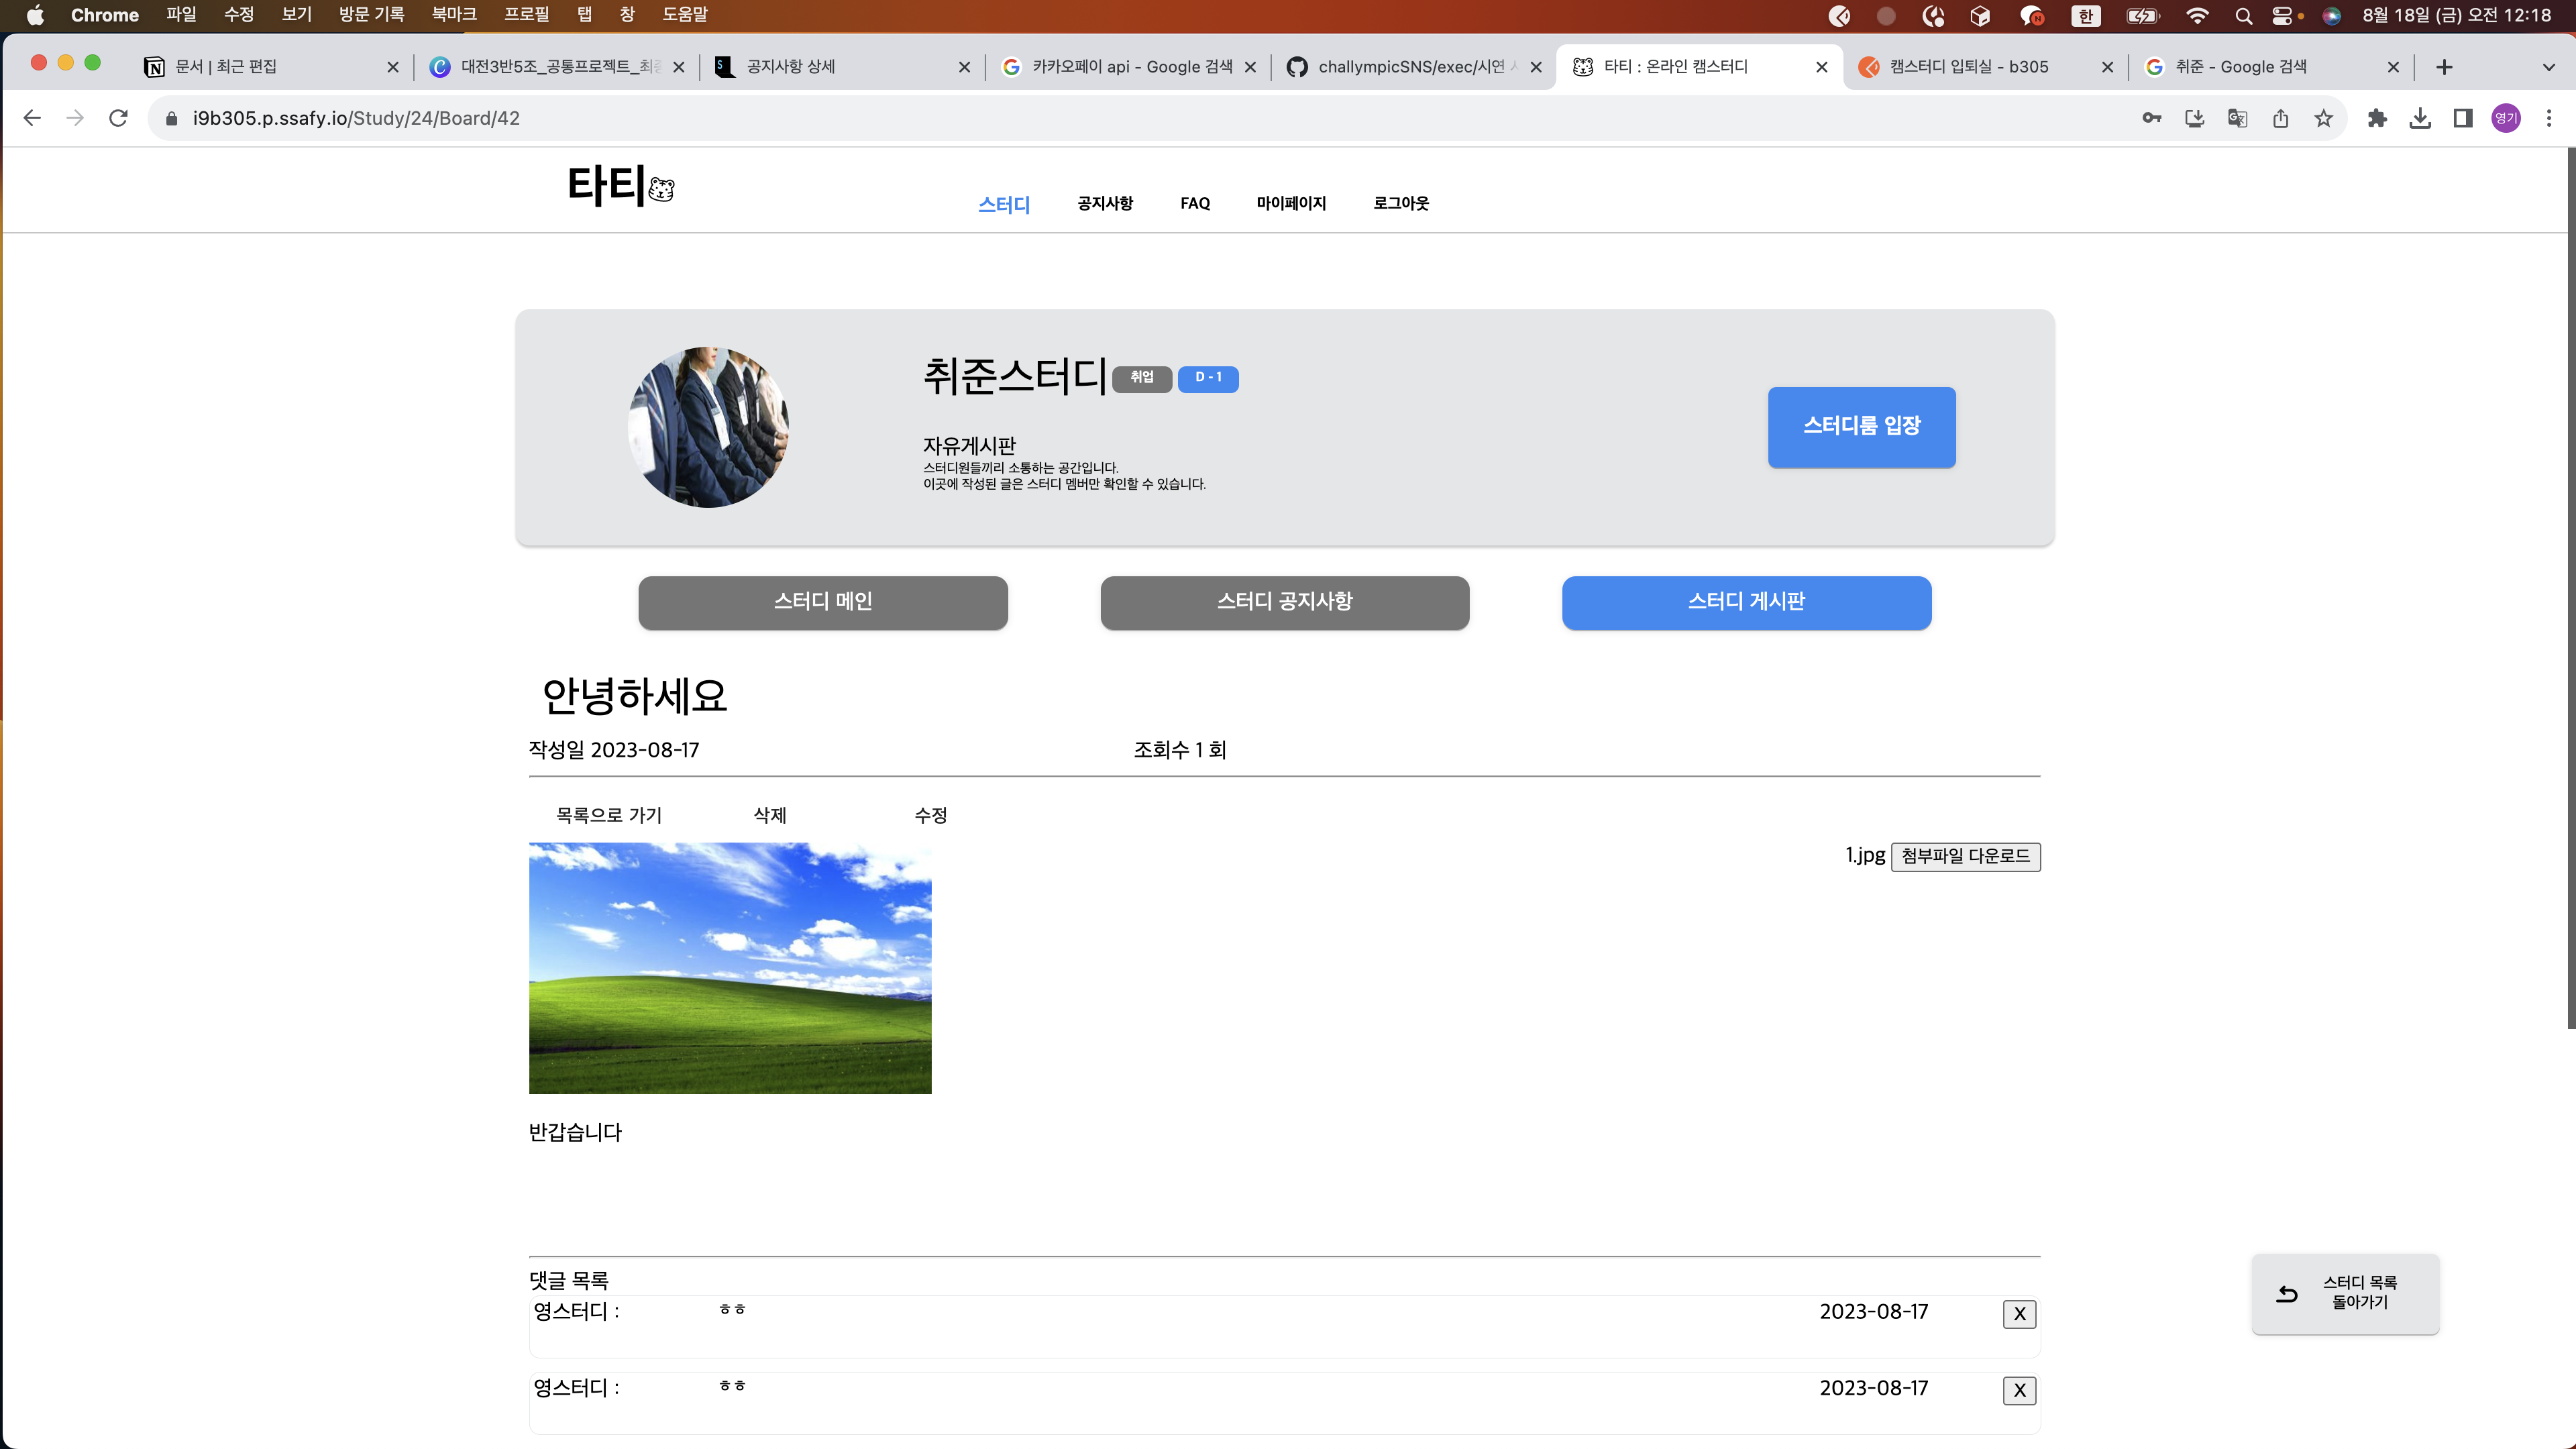 Chrome 파일 수정 보기 방문 기록 북마크 프로필 탭 창 도움말 한 8월 18일 (금) 오전 12:18
문서 | 최근 편집
대전3반5조_공통프로젝트_최종
공지사항 상세
카카오페이 api - Google 검색
challympicSNS/exec/시연
타티 : 온라인 캠스터디
캠스터디 입퇴실 - b305
취준 - Google 검색
i9b305.p.ssafy.io/Study/24/Board/42
영기
타티
스터디 공지사항 FAQ 마이페이지 로그아웃
취준스터디 취업 D - 1
자유게시판
스터디원들끼리 소통하는 공간입니다.
이곳에 작성된 글은 스터디 멤버만 확인할 수 있습니다.
스터디룸 입장
스터디 메인 스터디 공지사항 스터디 게시판
안녕하세요
작성일 2023-08-17 조회수 1 회
목록으로 가기 삭제 수정
1.jpg 첨부파일 다운로드
반갑습니다
댓글 목록
영스터디 : ㅎㅎ 2023-08-17 X
영스터디 : ㅎㅎ 2023-08-17 X
스터디 목록
돌아가기